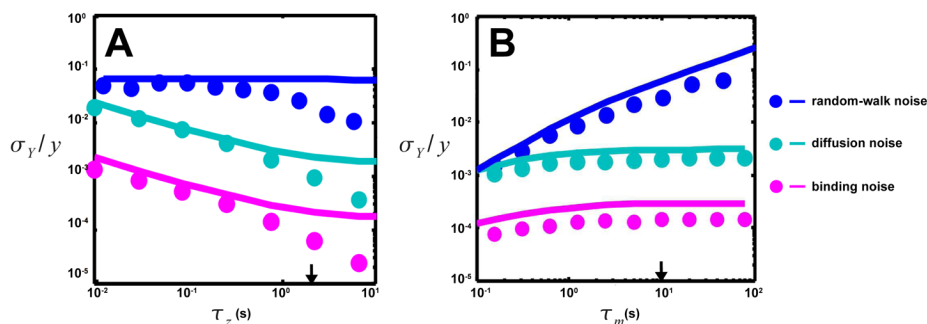 A
B
10^0
10^-1
10^-2
10^-3
10^-4
10^-5
σ_Y/y
10^-2
10^-1
10^0
10^1
τ_z(s)
10^0
10^-1
10^-2
10^-3
10^-4
10^-5
σ_Y/y
10^-1
10^0
10^1
10^2
τ_m(s)
random-walk noise
diffusion noise
binding noise